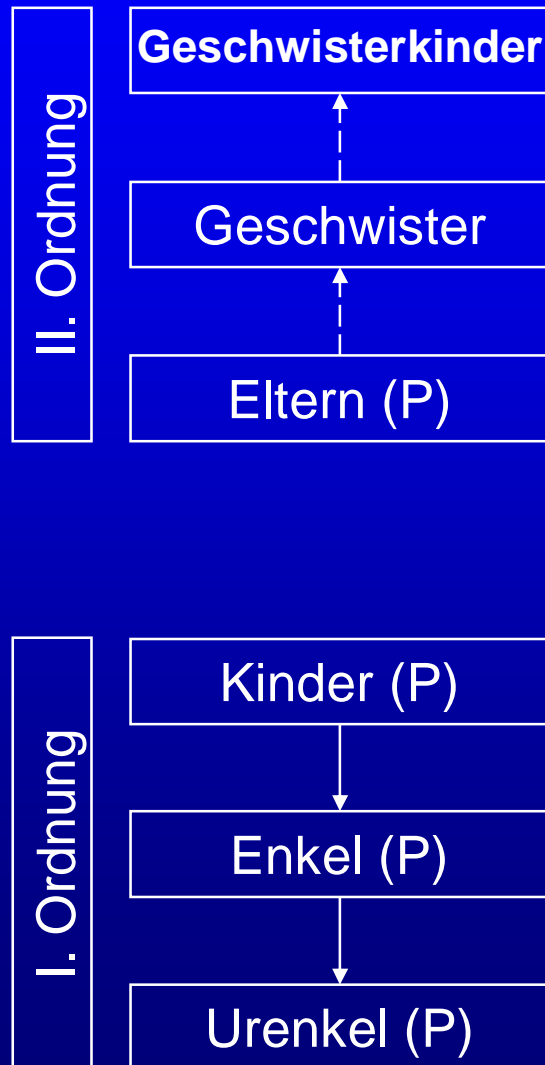 II. Ordnung
Geschwisterkinder
Geschwister
Eltern (P)
I. Ordnung
Kinder (P)
Enkel (P)
Urenkel (P)